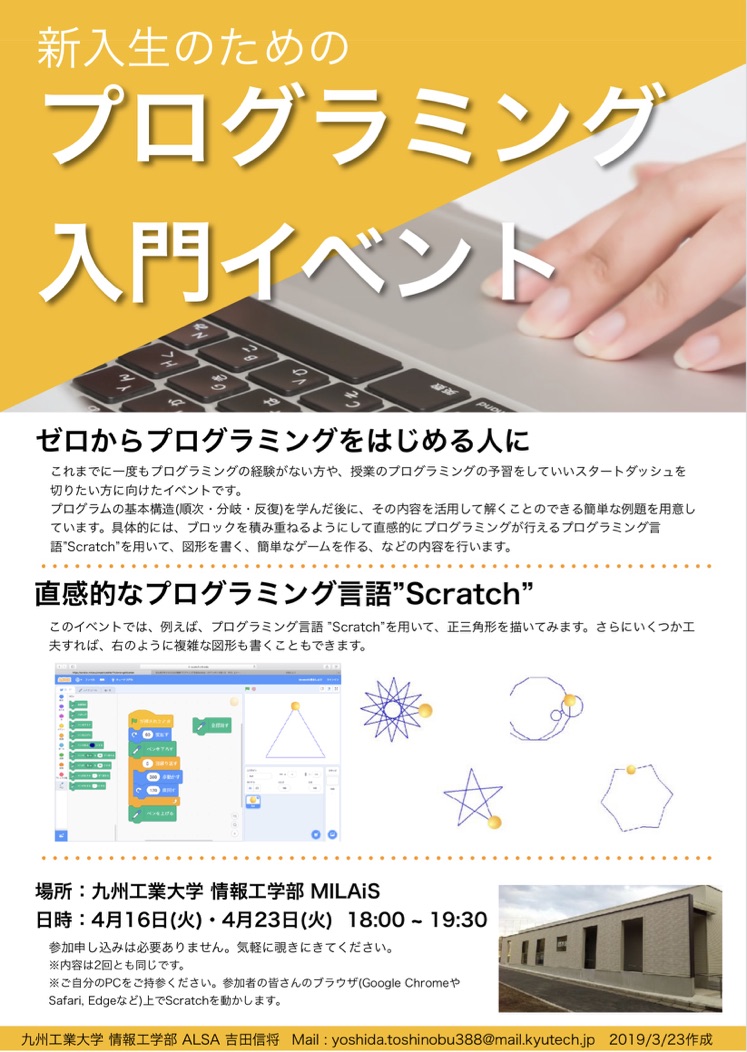 新入生のための
プログラミング
入門イベント
ゼロからプログラミングをはじめる人に
これまでに一度もプログラミングの経験がない方や、授業のプログラミングの予習をしていいスタートダッシュを
切りたい方に向けたイベントです。
プログラムの基本構造(順次・分岐・反復)を学んだ後に、その内容を活用して解くことのできる簡単な例題を用意し
ています。具体的には、ブロックを積み重ねるようにして直感的にプログラミングが行えるプログラミング言
語”Scratch”を用いて、図形を書く、簡単なゲームを作る、などの内容を行います。
直感的なプログラミング言語”Scratch”
このイベントでは、例えば、プログラミング言語 ”Scratch”を用いて、正三角形を描いてみます。さらにいくつか工
夫すれば、右のように複雑な図形も書くこともできます。
場所：九州工業大学 情報工学部 MILAiS
日時：4月16日(火)・4月23日(火) 18:00 ~ 19:30
参加申し込みは必要ありません。気軽に覗きにきてください。
※内容は2回とも同じです。
※ご自分のPCをご持参ください。参加者の皆さんのブラウザ(Google Chromeや
Safari, Edgeなど)上でScratchを動かします。
九州工業大学 情報工学部 ALSA 吉田信将 Mail : yoshida.toshinobu388@mail.kyutech.jp 2019/3/23作成